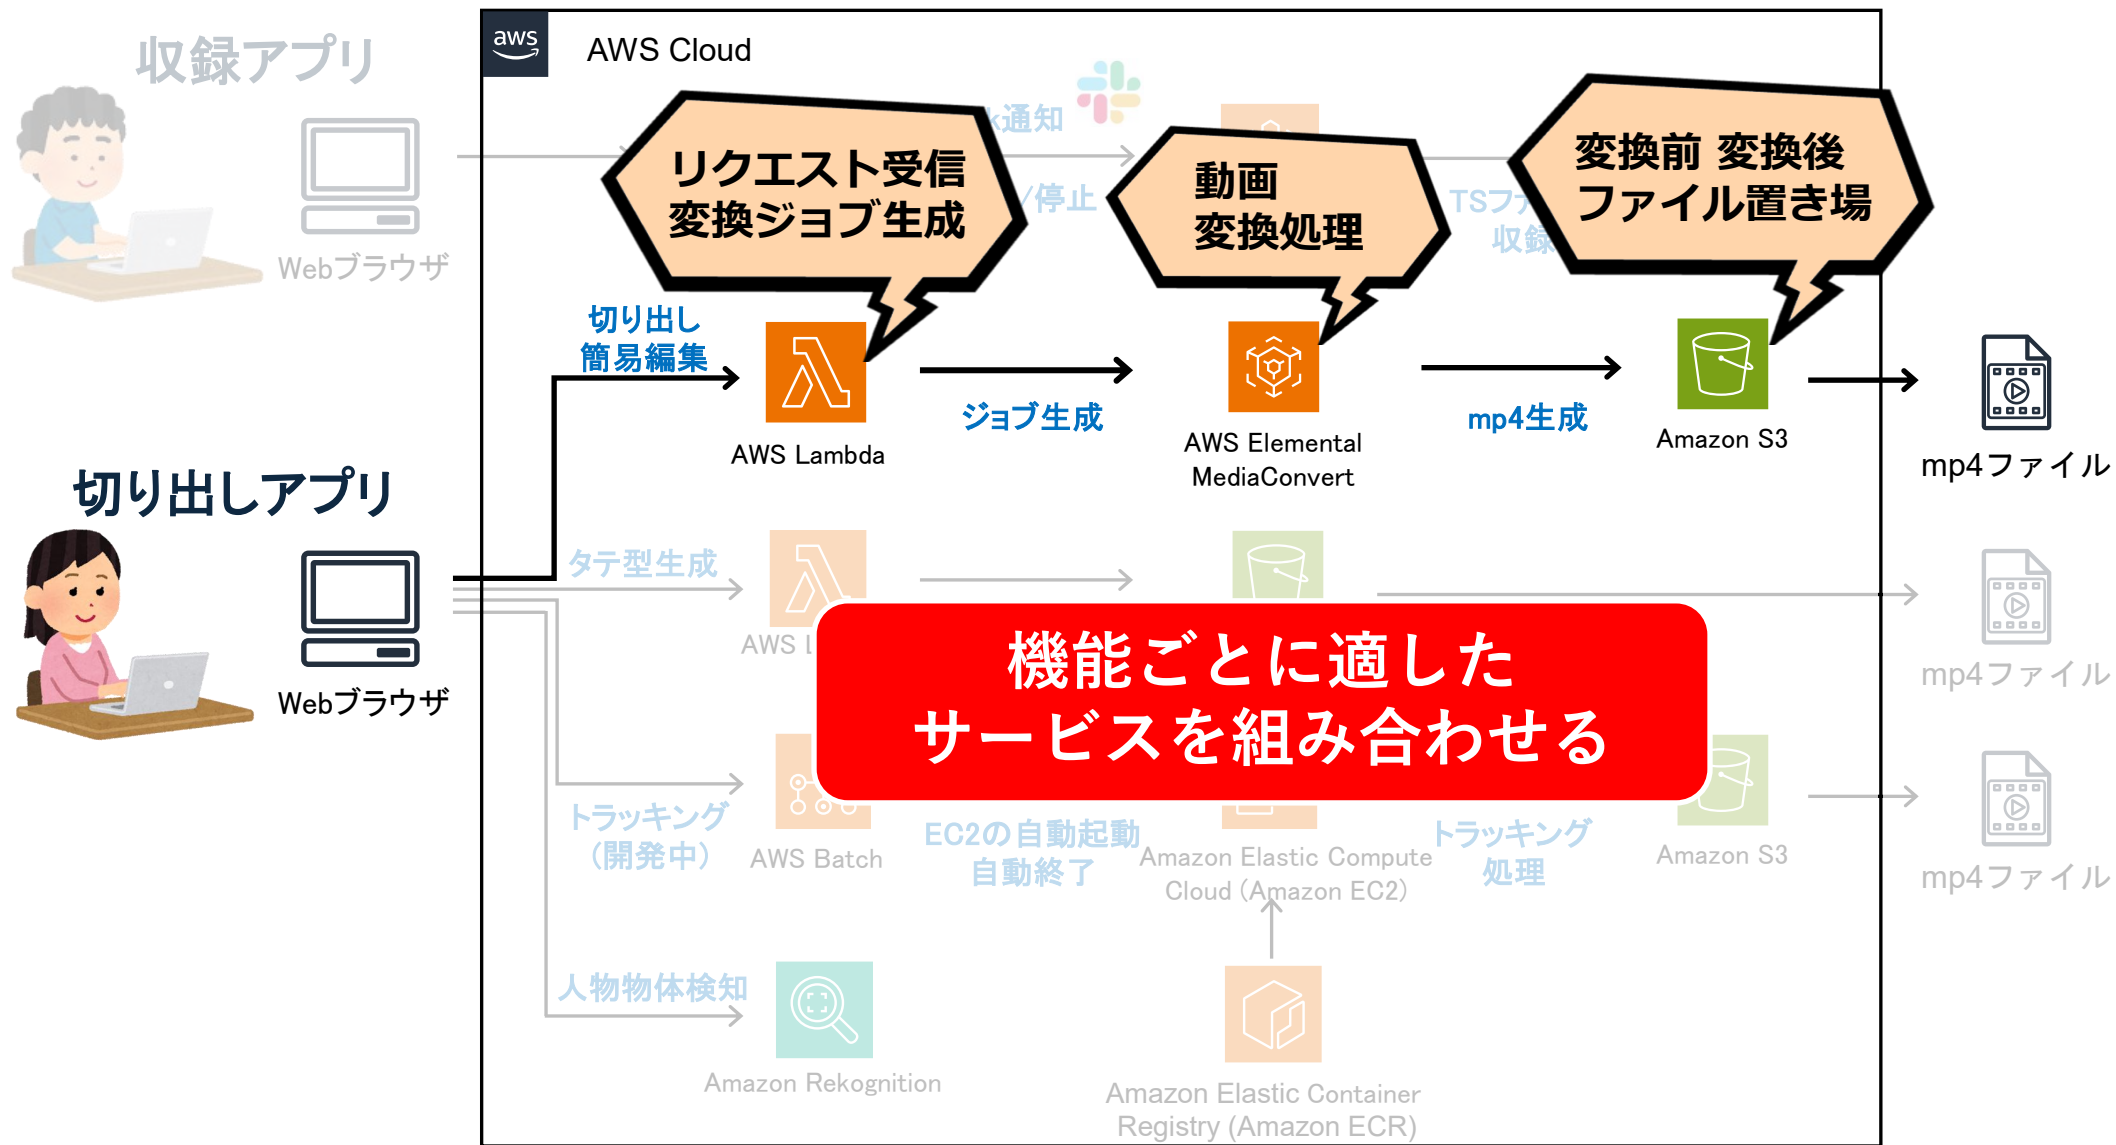 収録アプリ
Webブラウザ
aws
AWS Cloud
通知
/停止
TSファ
収録
リクエスト受信
変換ジョブ生成
動画
変換処理
変換前 変換後
ファイル置き場
切り出し
簡易編集
AWS Lambda
ジョブ生成
AWS Elemental
MediaConvert
mp4生成
Amazon S3
mp4ファイル
切り出しアプリ
Webブラウザ
タテ型生成
AWS L
mp4ファイル
機能ごとに適した
サービスを組み合わせる
トラッキング
(開発中)
AWS Batch
EC2の自動起動
自動終了
Amazon Elastic Compute
Cloud (Amazon EC2)
トラッキング
処理
Amazon S3
mp4ファイル
人物物体検知
Amazon Rekognition
Amazon Elastic Container
Registry (Amazon ECR)